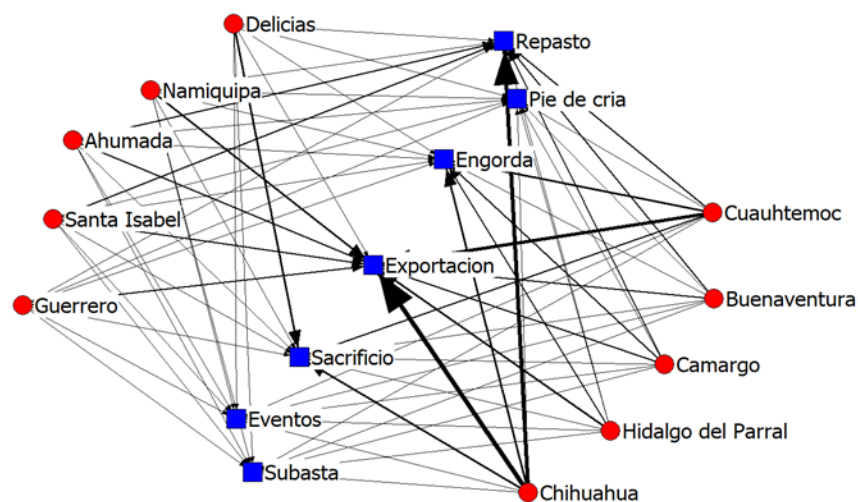 Delicias
Repasto
Namiquipa
Pie de cria
Ahumada
Engorda
Santa Isabel
Cuauhtemoc
Exportacion
Guerrero
Buenaventura
Sacrificio
Camargo
Eventos
Hidalgo del Parral
Subasta
Chihuahua